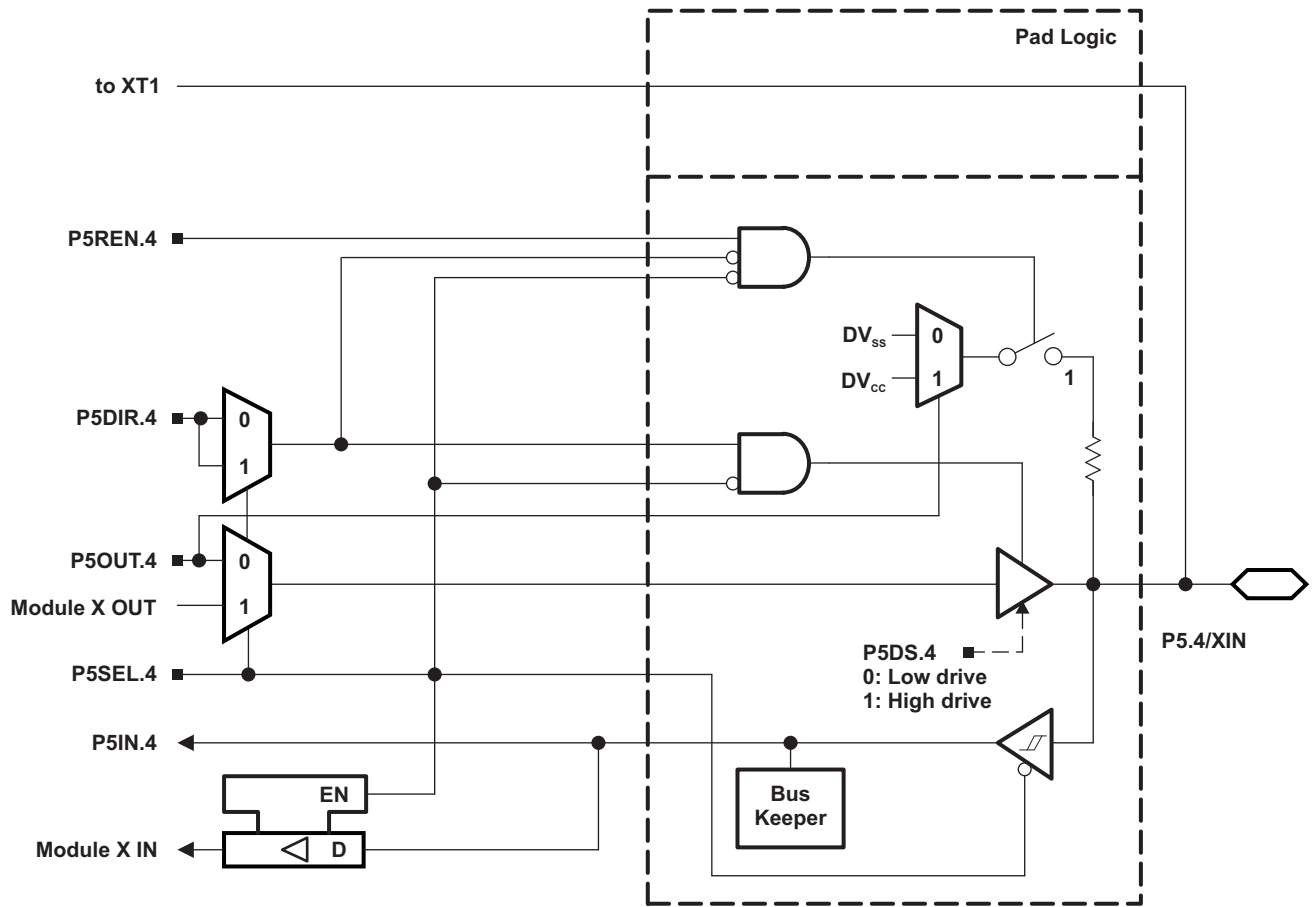 Pad Logic
to XT1
P5REN.4
DVSS
0
DVCC
1
1
P5DIR.4
0
1
P5OUT.4
0
Module X OUT
1
P5DS.4
0: Low drive
1: High drive
P5.4/XIN
P5SEL.4
P5IN.4
EN
Bus
Keeper
Module X IN
D